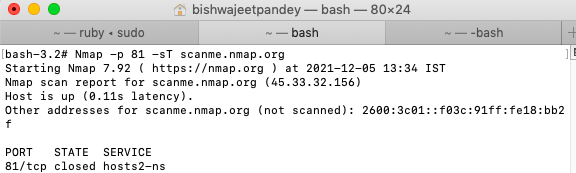 bishwajeetpandey — bash — 80×24
~ — ruby ◂ sudo
~ — bash
~ — -bash
[bash-3.2# Nmap -p 81 -sT scanme.nmap.org ]
Starting Nmap 7.92 ( https://nmap.org ) at 2021-12-05 13:34 IST
Nmap scan report for scanme.nmap.org (45.33.32.156)
Host is up (0.11s latency).
Other addresses for scanme.nmap.org (not scanned): 2600:3c01::f03c:91ff:fe18:bb2
f
PORT   STATE  SERVICE
81/tcp closed hosts2-ns